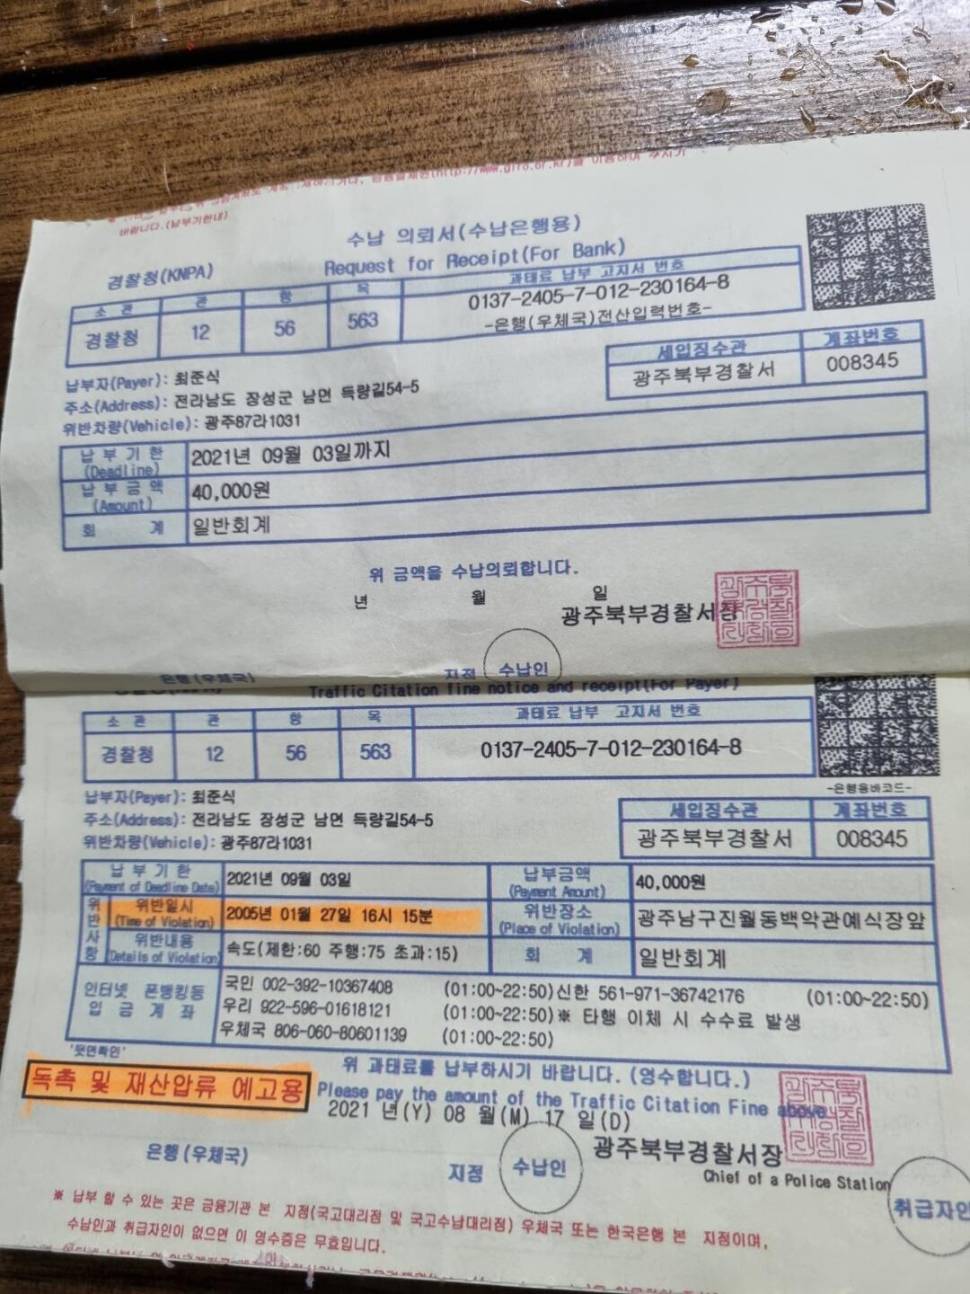 바랍니다.(납부기한내)
수납 의뢰서(수납은행용)
경찰청(KNPA) Request for Receipt(For Bank)
소 관 관 항 목 과태료 납부 고지서 번호
경찰청 12 56 563 0137-2405-7-012-230164-8
-은행(우체국)전산입력번호-
세입징수관 계좌번호
광주북부경찰서 008345
납부자(Payer): 최준식
주소(Address): 전라남도 장성군 남면 득량길54-5
위반차량(Vehicle): 광주87라1031
납 부 기 한 (Deadline) 2021년 09월 03일까지
납 부 금 액 (Amount) 40,000원
회 계 일반회계
위 금액을 수납의뢰합니다.
년 월 일
광주북부경찰서장
은행(우체국) 지점 수납인
Traffic Citation fine notice and receipt(For Payer)
소 관 관 항 목 과태료 납부 고지서 번호
경찰청 12 56 563 0137-2405-7-012-230164-8
-은행용바코드-
납부자(Payer): 최준식
주소(Address): 전라남도 장성군 남면 득량길54-5
위반차량(Vehicle): 광주87라1031
세입징수관 계좌번호
광주북부경찰서 008345
납 부 기 한 (Payment of Deadline Date) 2021년 09월 03일 납부금액 (Payment Amount) 40,000원
위반사항 위반일시 (Time of Violation) 2005년 01월 27일 16시 15분 위반장소 (Place of Violation) 광주남구진월동백악관예식장앞
위반내용 (Details of Violation) 속도(제한:60 주행:75 초과:15) 회 계 일반회계
인터넷 폰뱅킹등 입 금 계 좌
국민 002-392-10367408 (01:00~22:50) 신한 561-971-36742176 (01:00~22:50)
우리 922-596-01618121 (01:00~22:50) ※ 타행 이체 시 수수료 발생
우체국 806-060-80601139 (01:00~22:50)
'뒷면확인'
독촉 및 재산압류 예고용
위 과태료를 납부하시기 바랍니다. (영수합니다.)
Please pay the amount of the Traffic Citation Fine above.
2021 년(Y) 08 월(M) 17 일(D)
광주북부경찰서장
Chief of a Police Station
은행(우체국) 지점 수납인 취급자인
※ 납부 할 수 있는 곳은 금융기관 본 지점(국고대리점 및 국고수납대리점) 우체국 또는 한국은행 본 지점이며,
수납인과 취급자인이 없으면 이 영수증은 무효입니다.